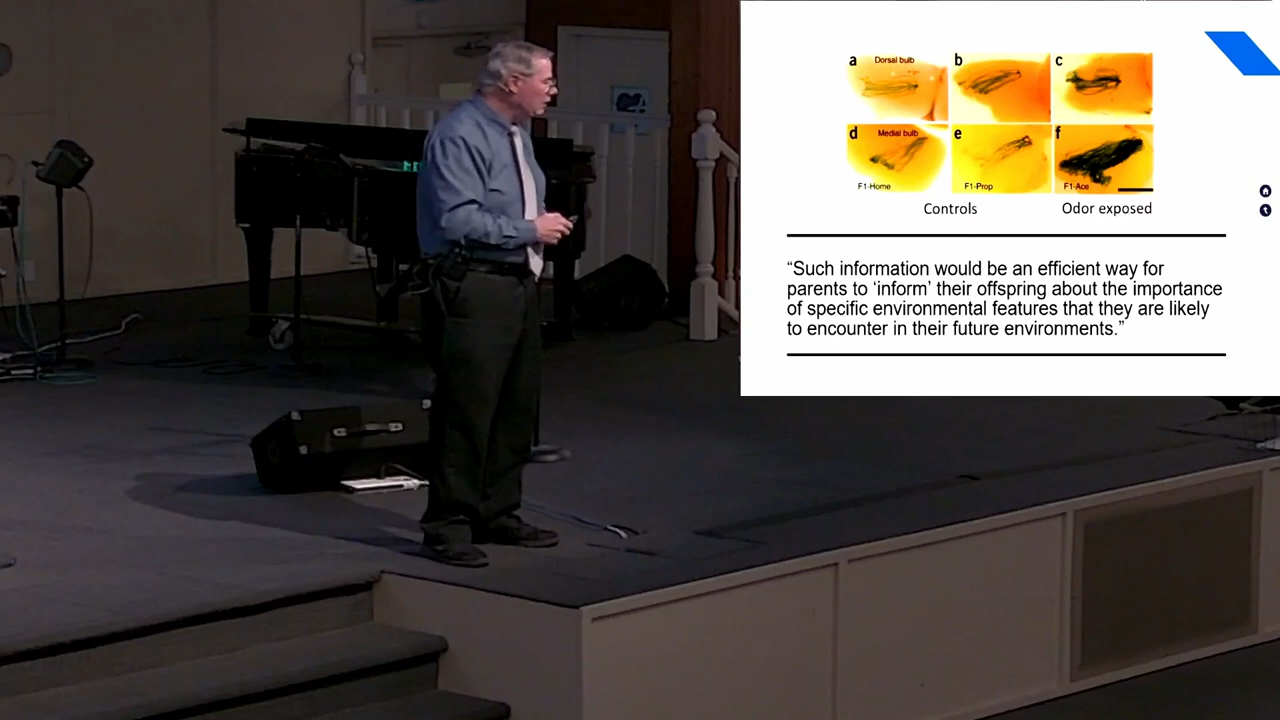 a Dorsal bulb b c
d Medial bulb e f
F1-Home F1-Prop F1-Ace
Controls Odor exposed
“Such information would be an efficient way for
parents to ‘inform’ their offspring about the importance
of specific environmental features that they are likely
to encounter in their future environments.”